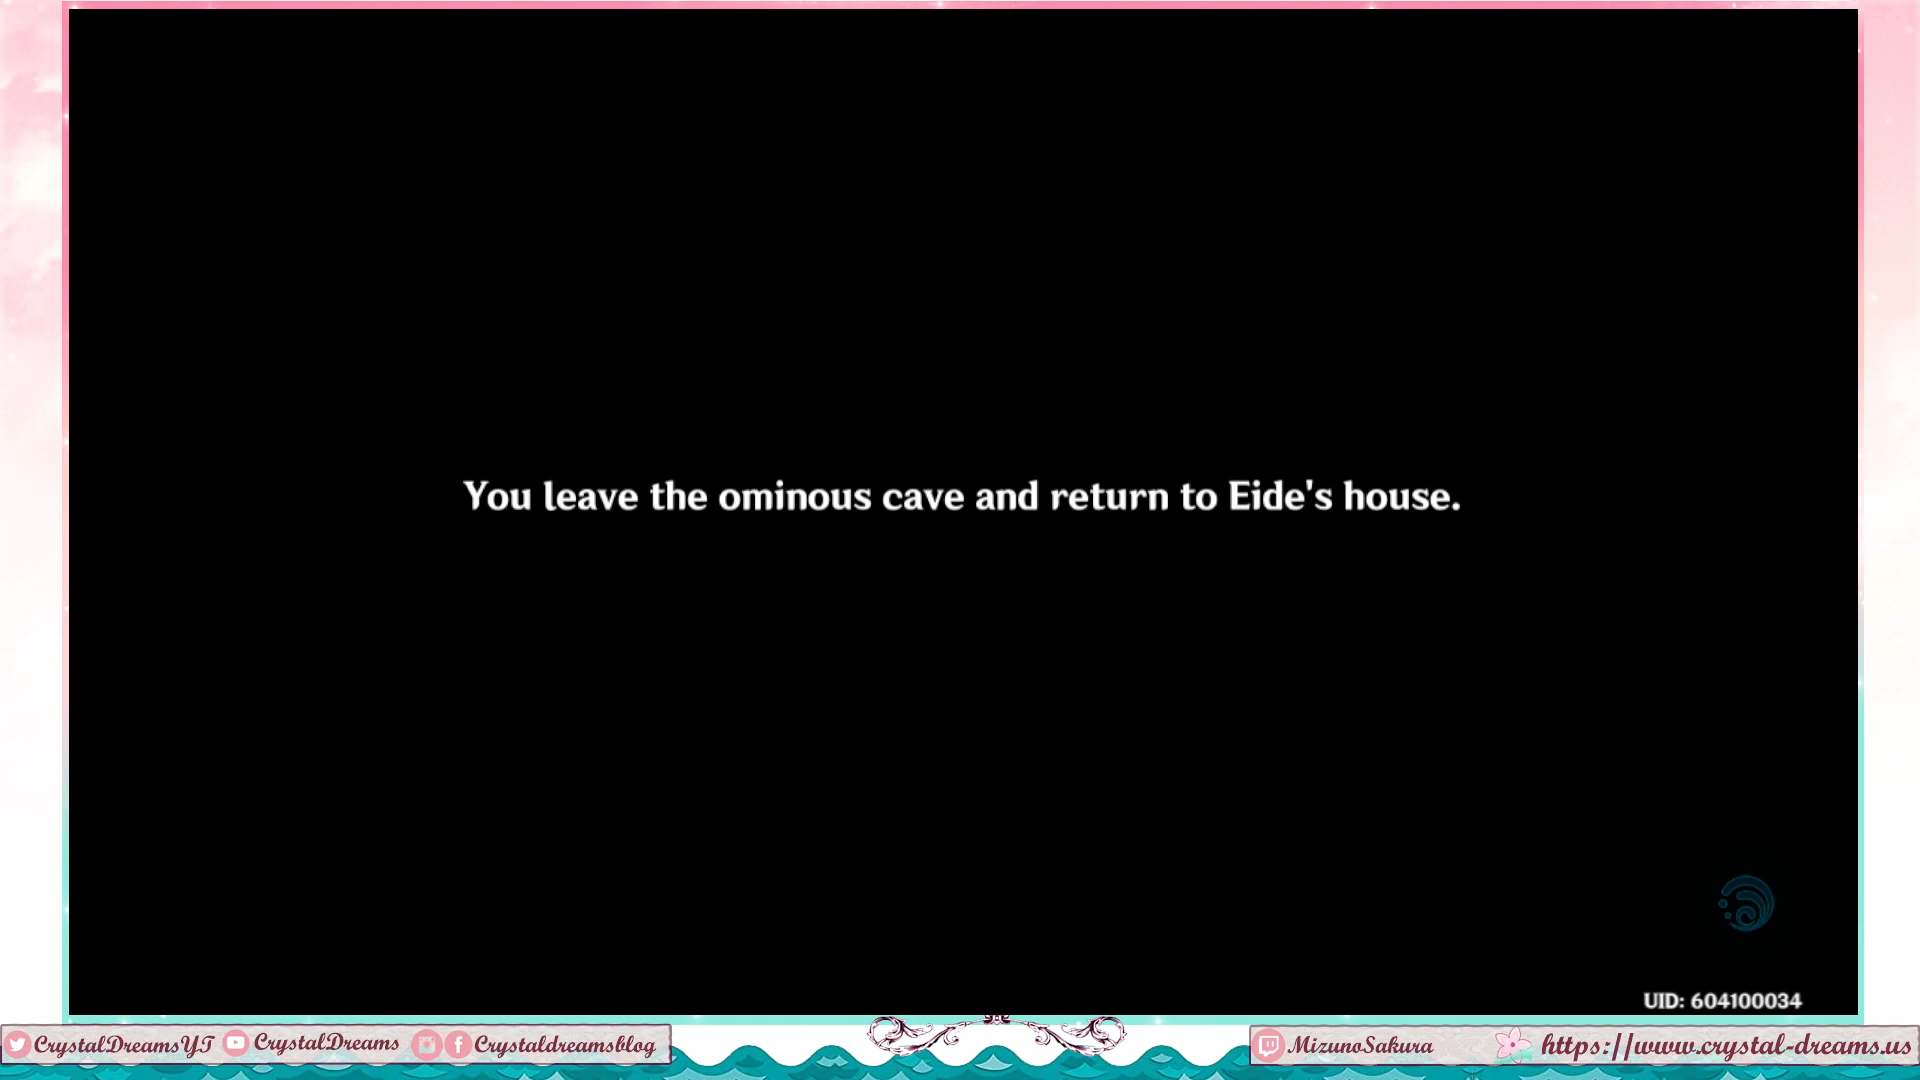 You leave the ominous cave and return to Eide's house.
UID: 604100034
CrystalDreamsYT CrystalDreams Crystaldreamsblog MizunoSakura https://www.crystal-dreams.us